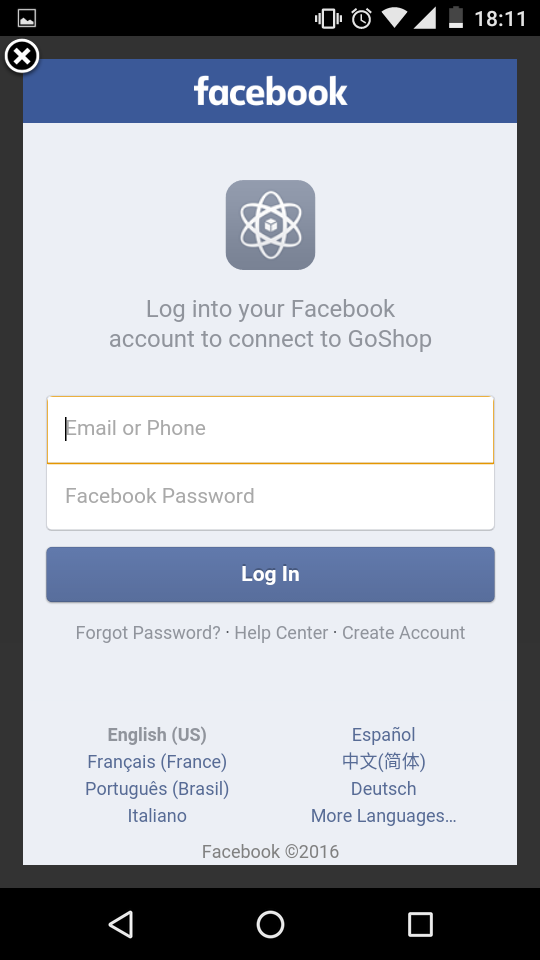 18:11
facebook
Log into your Facebook
account to connect to GoShop
Email or Phone
Facebook Password
Log In
Forgot Password? · Help Center · Create Account
English (US) Español
Français (France) 中文(简体)
Português (Brasil) Deutsch
Italiano More Languages...
Facebook ©2016